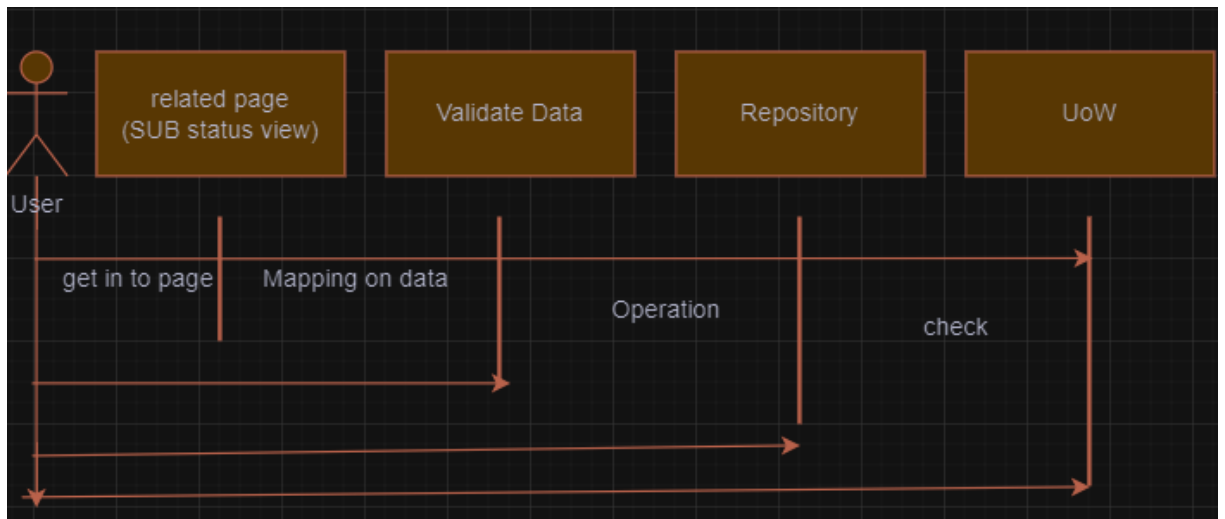 related page
(SUB status view)
Validate Data
Repository
UoW
User
get in to page
Mapping on data
Operation
check